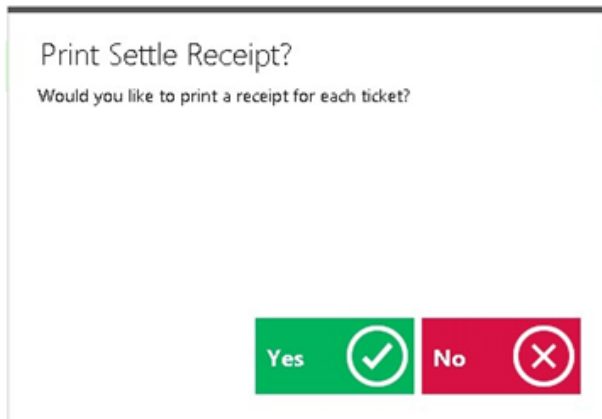 Print Settle Receipt?
Would you like to print a receipt for each ticket?
Yes No